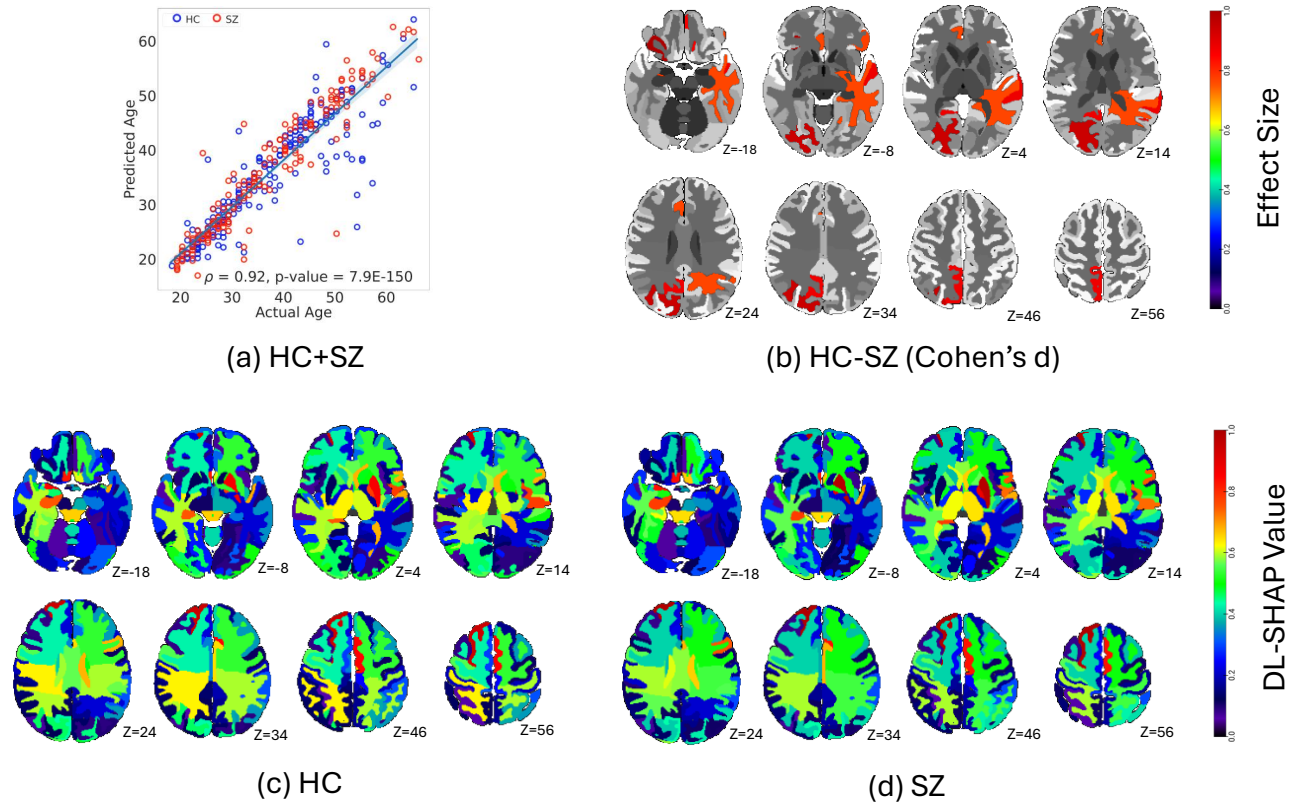 HC SZ
60
50
40
30
20
Predicted Age
ρ = 0.92, p-value = 7.9E-150
20 30 40 50 60
Actual Age
(a) HC+SZ
Z=-18
Z=-8
Z=4
Z=14
Z=24
Z=34
Z=46
Z=56
1.0
0.8
0.6
0.4
0.2
0.0
Effect Size
(b) HC-SZ (Cohen’s d)
Z=-18
Z=-8
Z=4
Z=14
Z=24
Z=34
Z=46
Z=56
(c) HC
Z=-18
Z=-8
Z=4
Z=14
Z=24
Z=34
Z=46
Z=56
(d) SZ
1.0
0.8
0.6
0.4
0.2
0.0
DL-SHAP Value